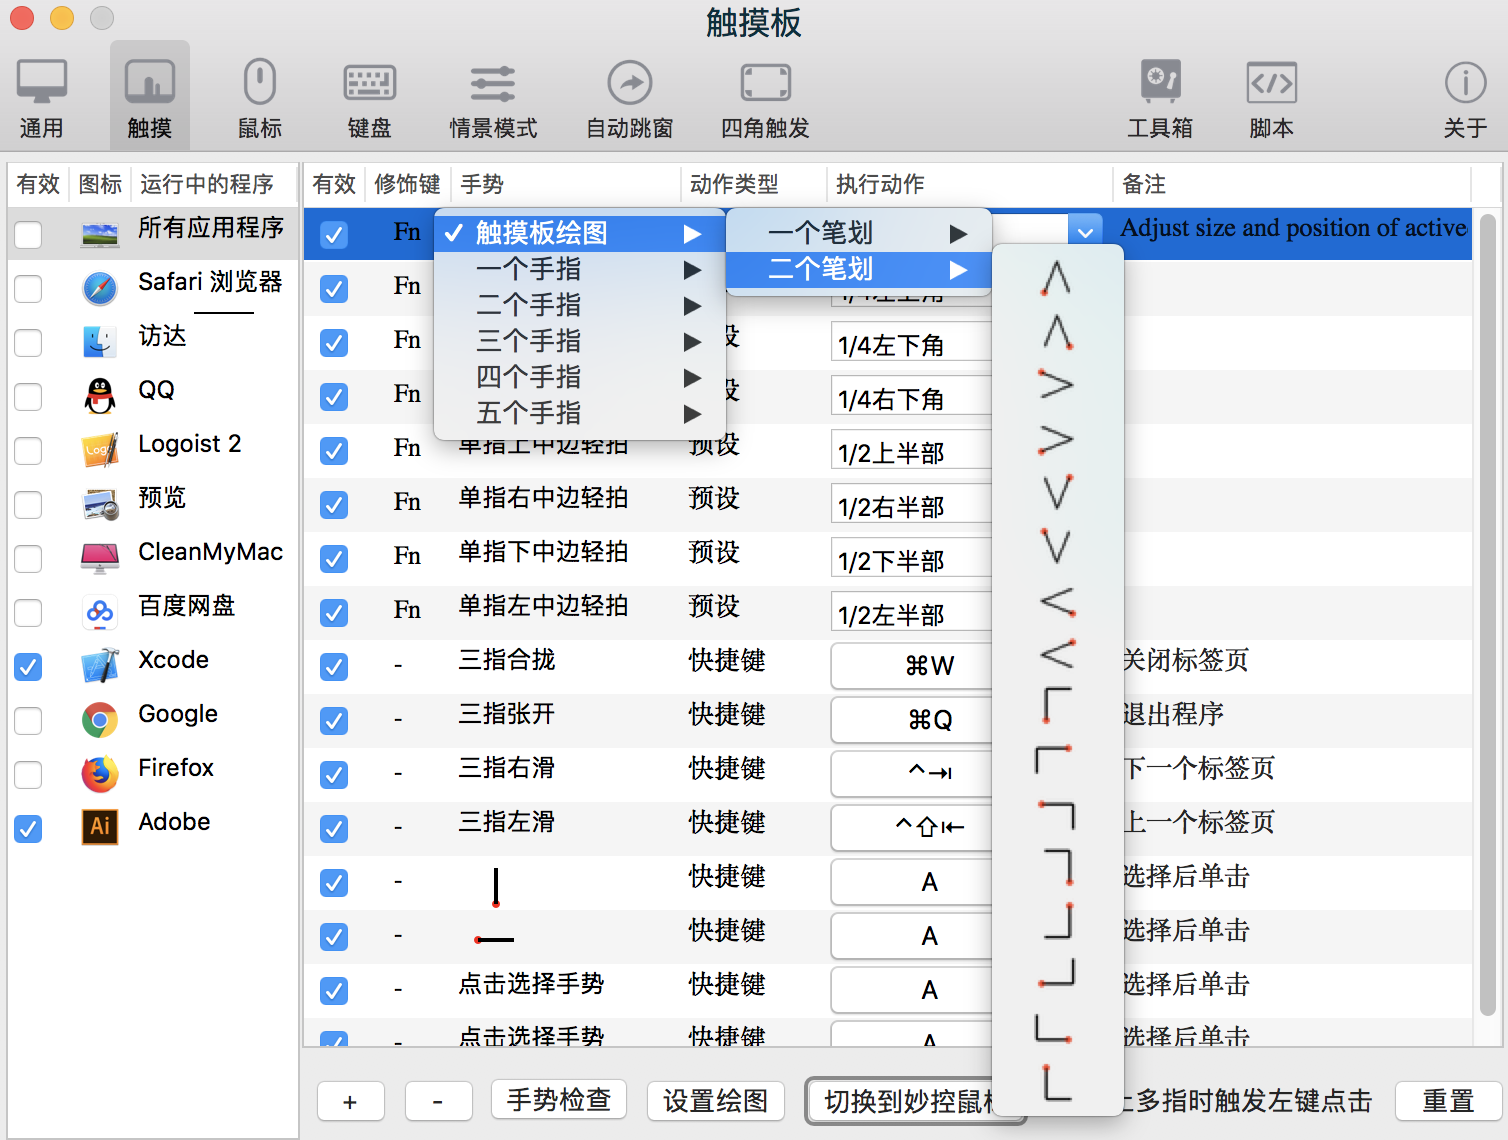 触摸板
通用 触摸 鼠标 键盘 情景模式 自动跳窗 四角触发 工具箱 脚本 关于
有效 图标 运行中的程序 有效 修饰键 手势 动作类型 执行动作 备注
所有应用程序 Fn Adjust size and position of active
Safari 浏览器 Fn
访达 Fn 1/4左下角
QQ Fn 1/4右下角
Logoist 2 Fn 单指上中边轻拍 预设 1/2上半部
预览 Fn 单指右中边轻拍 预设 1/2右半部
CleanMyMac Fn 单指下中边轻拍 预设 1/2下半部
百度网盘 Fn 单指左中边轻拍 预设 1/2左半部
Xcode - 三指合拢 快捷键 ⌘W 关闭标签页
Google - 三指张开 快捷键 ⌘Q 退出程序
Firefox - 三指右滑 快捷键 ^⇥ 下一个标签页
Adobe - 三指左滑 快捷键 ^⇧⇤ 上一个标签页
Ai
- 快捷键 A 选择后单击
- 快捷键 A 选择后单击
- 点击选择手势 快捷键 A 选择后单击
- 点击选择手势 快捷键 A 选择后单击
✓ 触摸板绘图 ▶
一个手指 ▶
二个手指 ▶
三个手指 ▶
四个手指 ▶
五个手指 ▶
一个笔划 ▶
二个笔划 ▶
+ - 手势检查 设置绘图 切换到妙控鼠标 上多指时触发左键点击 重置